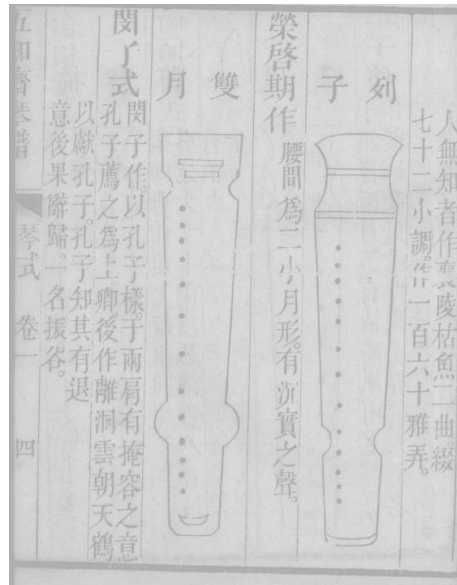 人無知者作襄陵枯魚二曲綴
七十二小調。作一百六十雅弄。
列子
榮啓期作
腰間爲二小月形。有沉實之聲。
雙月
閔子式
閔子作。以孔子樣。于兩肩有掩容之意
孔子薦之爲上卿。後作離洞雲朝天鶴
以獻孔子。孔子知其有退
意後果辭歸。一名振谷。
五知齋琴譜 琴式 卷一 四